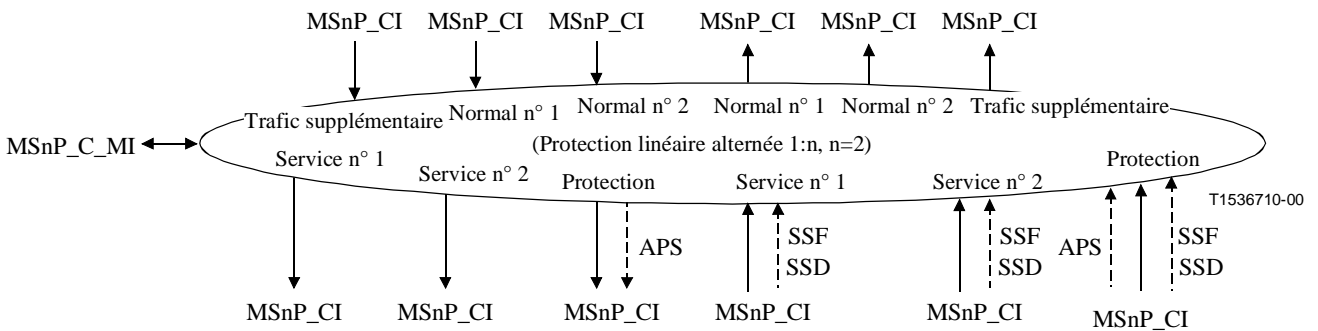 MSnP_CI MSnP_CI MSnP_CI MSnP_CI MSnP_CI MSnP_CI
Trafic supplémentaire Normal n° 1 Normal n° 2 Normal n° 1 Normal n° 2 Trafic supplémentaire
MSnP_C_MI
(Protection linéaire alternée 1:n, n=2)
Service n° 1 Service n° 2 Protection Service n° 1 Service n° 2 Protection
T1536710-00
APS SSF SSF APS SSF
SSD SSD SSD
MSnP_CI MSnP_CI MSnP_CI MSnP_CI MSnP_CI MSnP_CI